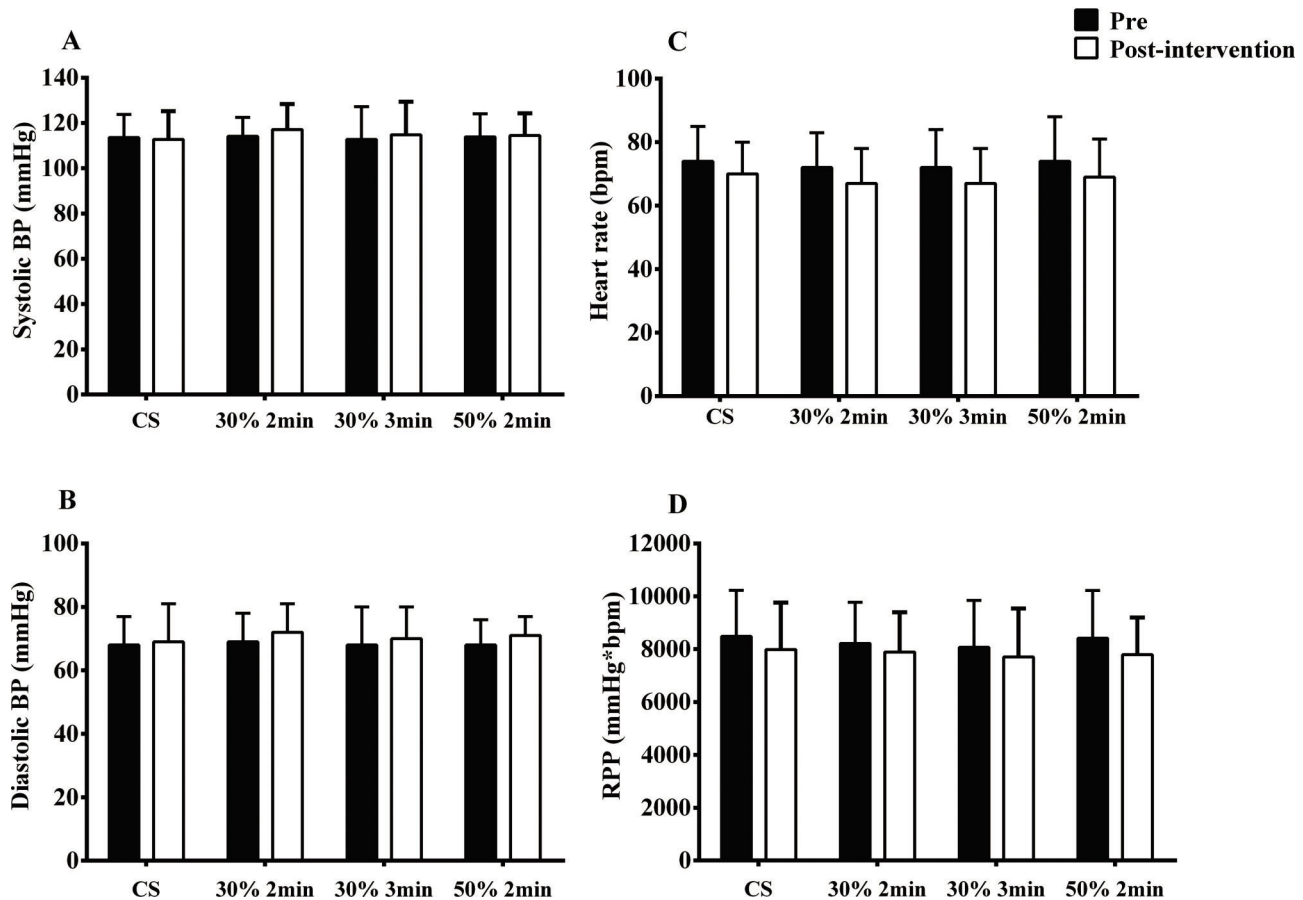 Pre
Post-intervention
A
Systolic BP (mmHg)
140
120
100
80
60
40
20
0
CS 30% 2min 30% 3min 50% 2min
C
Heart rate (bpm)
100
80
60
40
20
0
CS 30% 2min 30% 3min 50% 2min
B
Diastolic BP (mmHg)
100
80
60
40
20
0
CS 30% 2min 30% 3min 50% 2min
D
RPP (mmHg*bpm)
12000
10000
8000
6000
4000
2000
0
CS 30% 2min 30% 3min 50% 2min